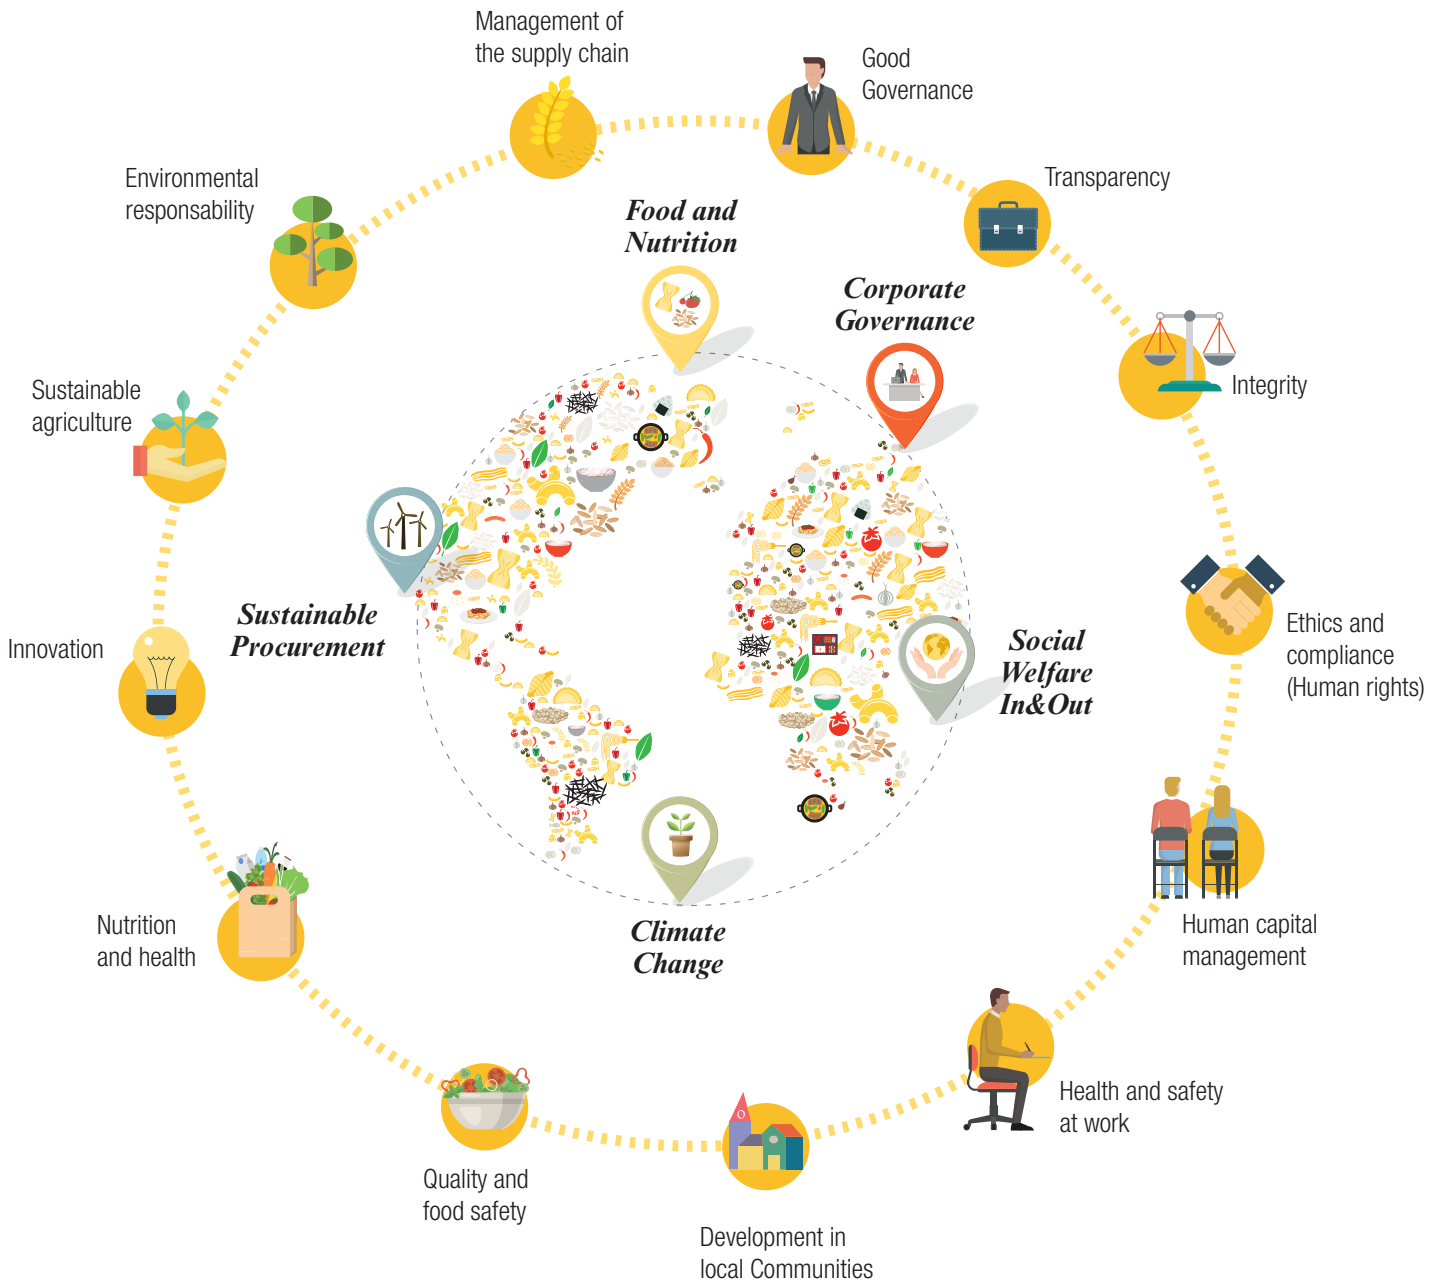 Management of
the supply chain
Good
Governance
Transparency
Integrity
Ethics and
compliance
(Human rights)
Human capital
management
Health and safety
at work
Development in
local Communities
Quality and
food safety
Nutrition
and health
Innovation
Sustainable
agriculture
Environmental
responsability
Food and
Nutrition
Corporate
Governance
Social
Welfare
In&Out
Climate
Change
Sustainable
Procurement